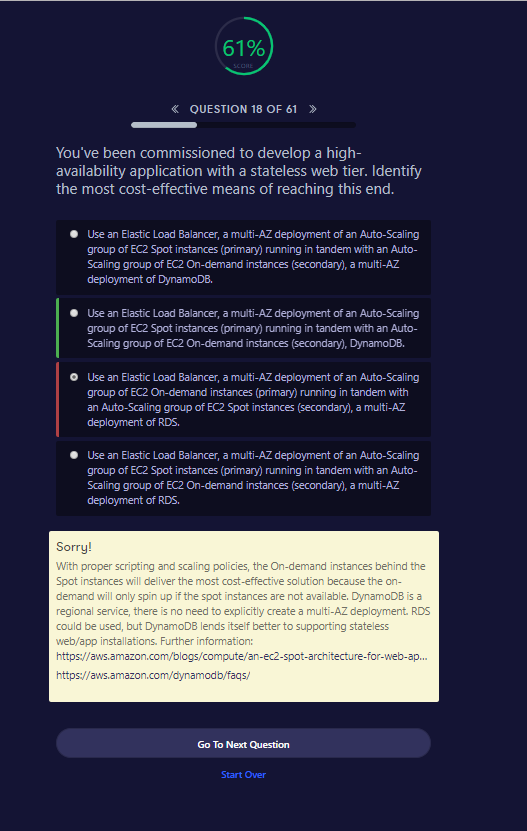 61%
SCORE
« QUESTION 18 OF 61 »
You've been commissioned to develop a high-
availability application with a stateless web tier. Identify
the most cost-effective means of reaching this end.
Use an Elastic Load Balancer, a multi-AZ deployment of an Auto-Scaling
group of EC2 Spot instances (primary) running in tandem with an Auto-
Scaling group of EC2 On-demand instances (secondary), a multi-AZ
deployment of DynamoDB.
Use an Elastic Load Balancer, a multi-AZ deployment of an Auto-Scaling
group of EC2 Spot instances (primary) running in tandem with an Auto-
Scaling group of EC2 On-demand instances (secondary), DynamoDB.
Use an Elastic Load Balancer, a multi-AZ deployment of an Auto-Scaling
group of EC2 On-demand instances (primary) running in tandem with
an Auto-Scaling group of EC2 Spot instances (secondary), a multi-AZ
deployment of RDS.
Use an Elastic Load Balancer, a multi-AZ deployment of an Auto-Scaling
group of EC2 Spot instances (primary) running in tandem with an Auto-
Scaling group of EC2 On-demand instances (secondary), a multi-AZ
deployment of RDS.
Sorry!
With proper scripting and scaling policies, the On-demand instances behind the
Spot instances will deliver the most cost-effective solution because the on-
demand will only spin up if the spot instances are not available. DynamoDB is a
regional service, there is no need to explicitly create a multi-AZ deployment. RDS
could be used, but DynamoDB lends itself better to supporting stateless
web/app installations. Further information:
https://aws.amazon.com/blogs/compute/an-ec2-spot-architecture-for-web-ap...
https://aws.amazon.com/dynamodb/faqs/
Go To Next Question
Start Over